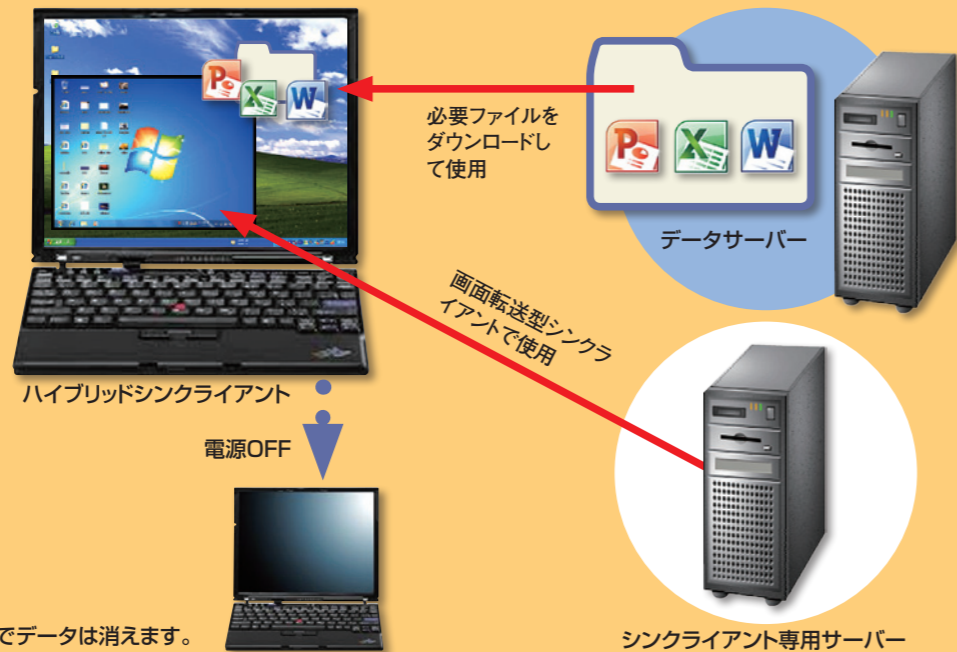 必要ファイルを
ダウンロードし
て使用
データサーバー
画面転送型シンクラ
イアントで使用
ハイブリッドシンクライアント
電源OFF
でデータは消えます。
シンクライアント専用サーバー